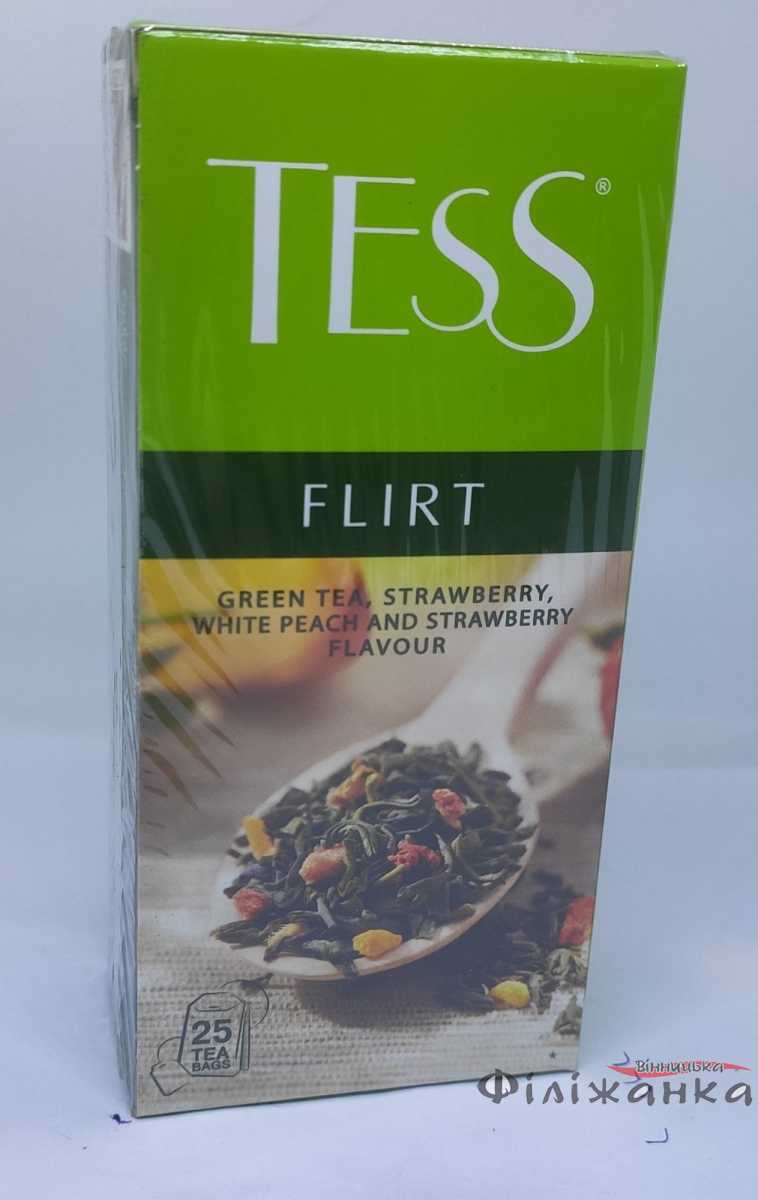 TESS®
FLIRT
GREEN TEA, STRAWBERRY,
WHITE PEACH AND STRAWBERRY
FLAVOUR
25
TEA
BAGS
*
Вінницька
Філіжанка